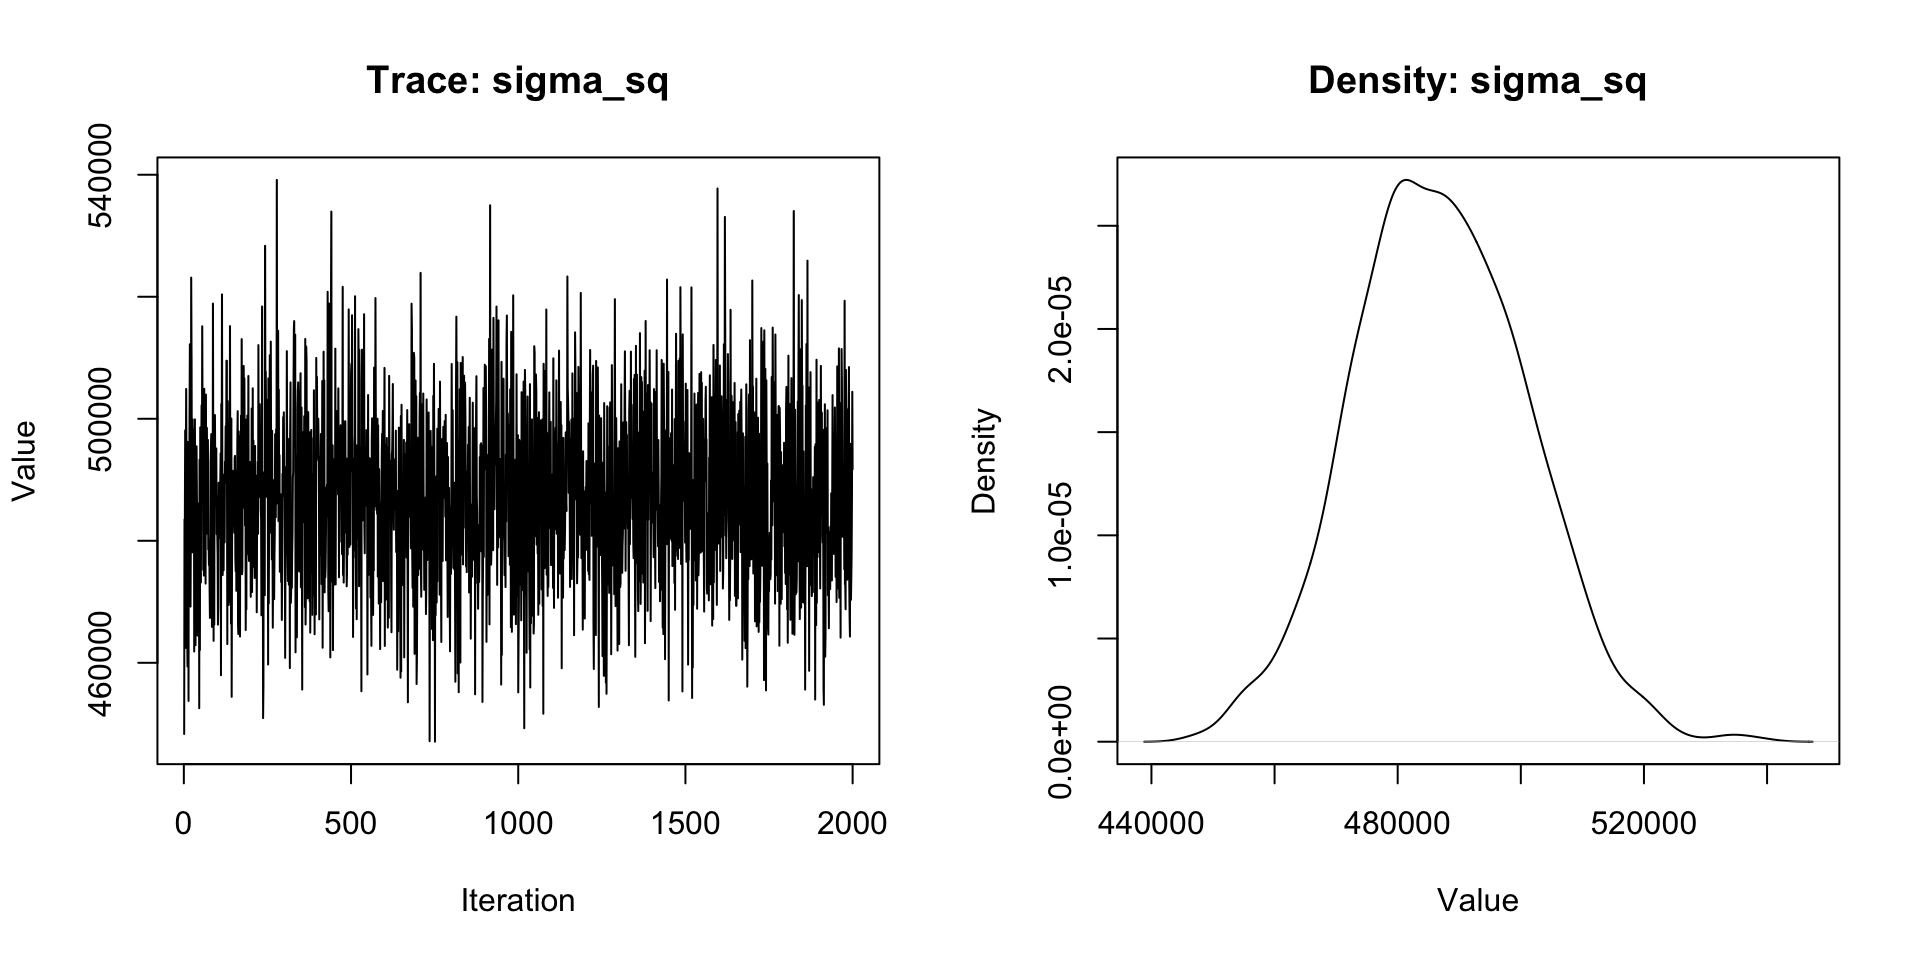 Trace: sigma_sq
Value
540000
500000
460000
0 500 1000 1500 2000
Iteration
Density: sigma_sq
Density
2.0e-05
1.0e-05
0.0e+00
440000 480000 520000
Value